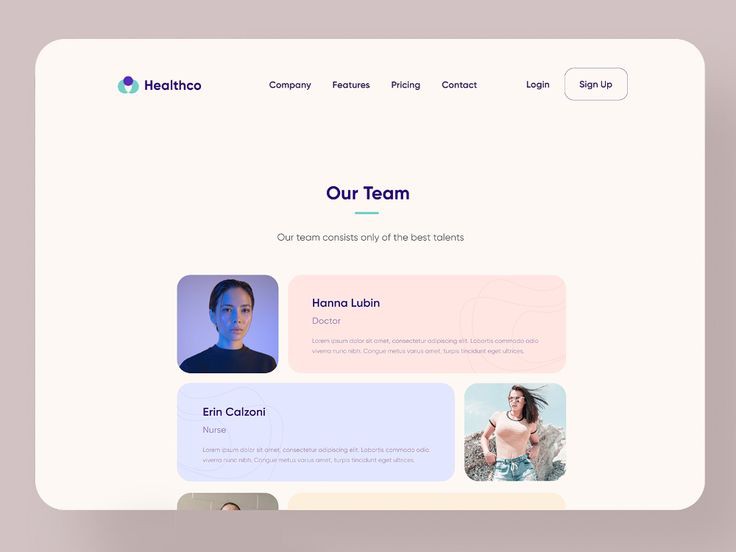 Healthco
Company Features Pricing Contact
Login Sign Up
Our Team
Our team consists only of the best talents
Hanna Lubin
Doctor
Lorem ipsum dolor sit amet, consectetur adipiscing elit. Lobortis commodo odio
viverra nunc nibh. Congue metus varius amet, turpis tincidunt eget ultrices.
Erin Calzoni
Nurse
Lorem ipsum dolor sit amet, consectetur adipiscing elit. Lobortis commodo odio
viverra nunc nibh. Congue metus varius amet, turpis tincidunt eget ultrices.